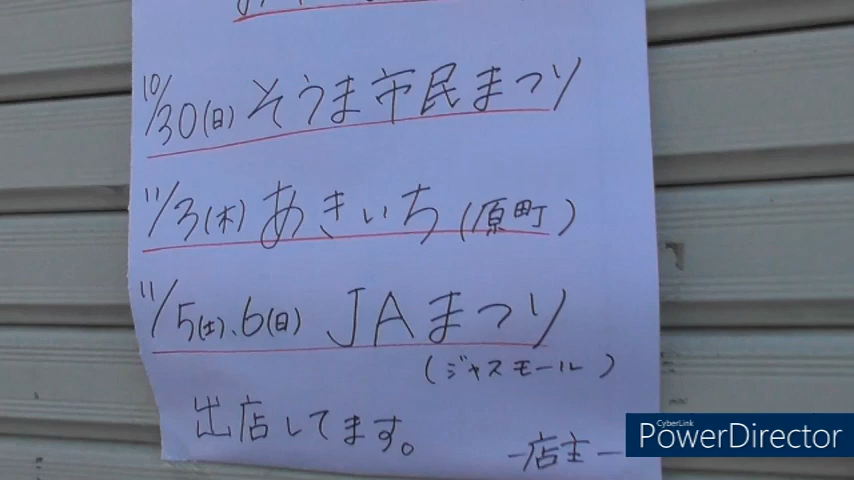 10/30(日) そうま市民まつり
11/3(木) あきいち (原町)
11/5(土)、6(日) JAまつり
(ジャスモール)
出店してます。
-店主-
CyberLink
PowerDirector